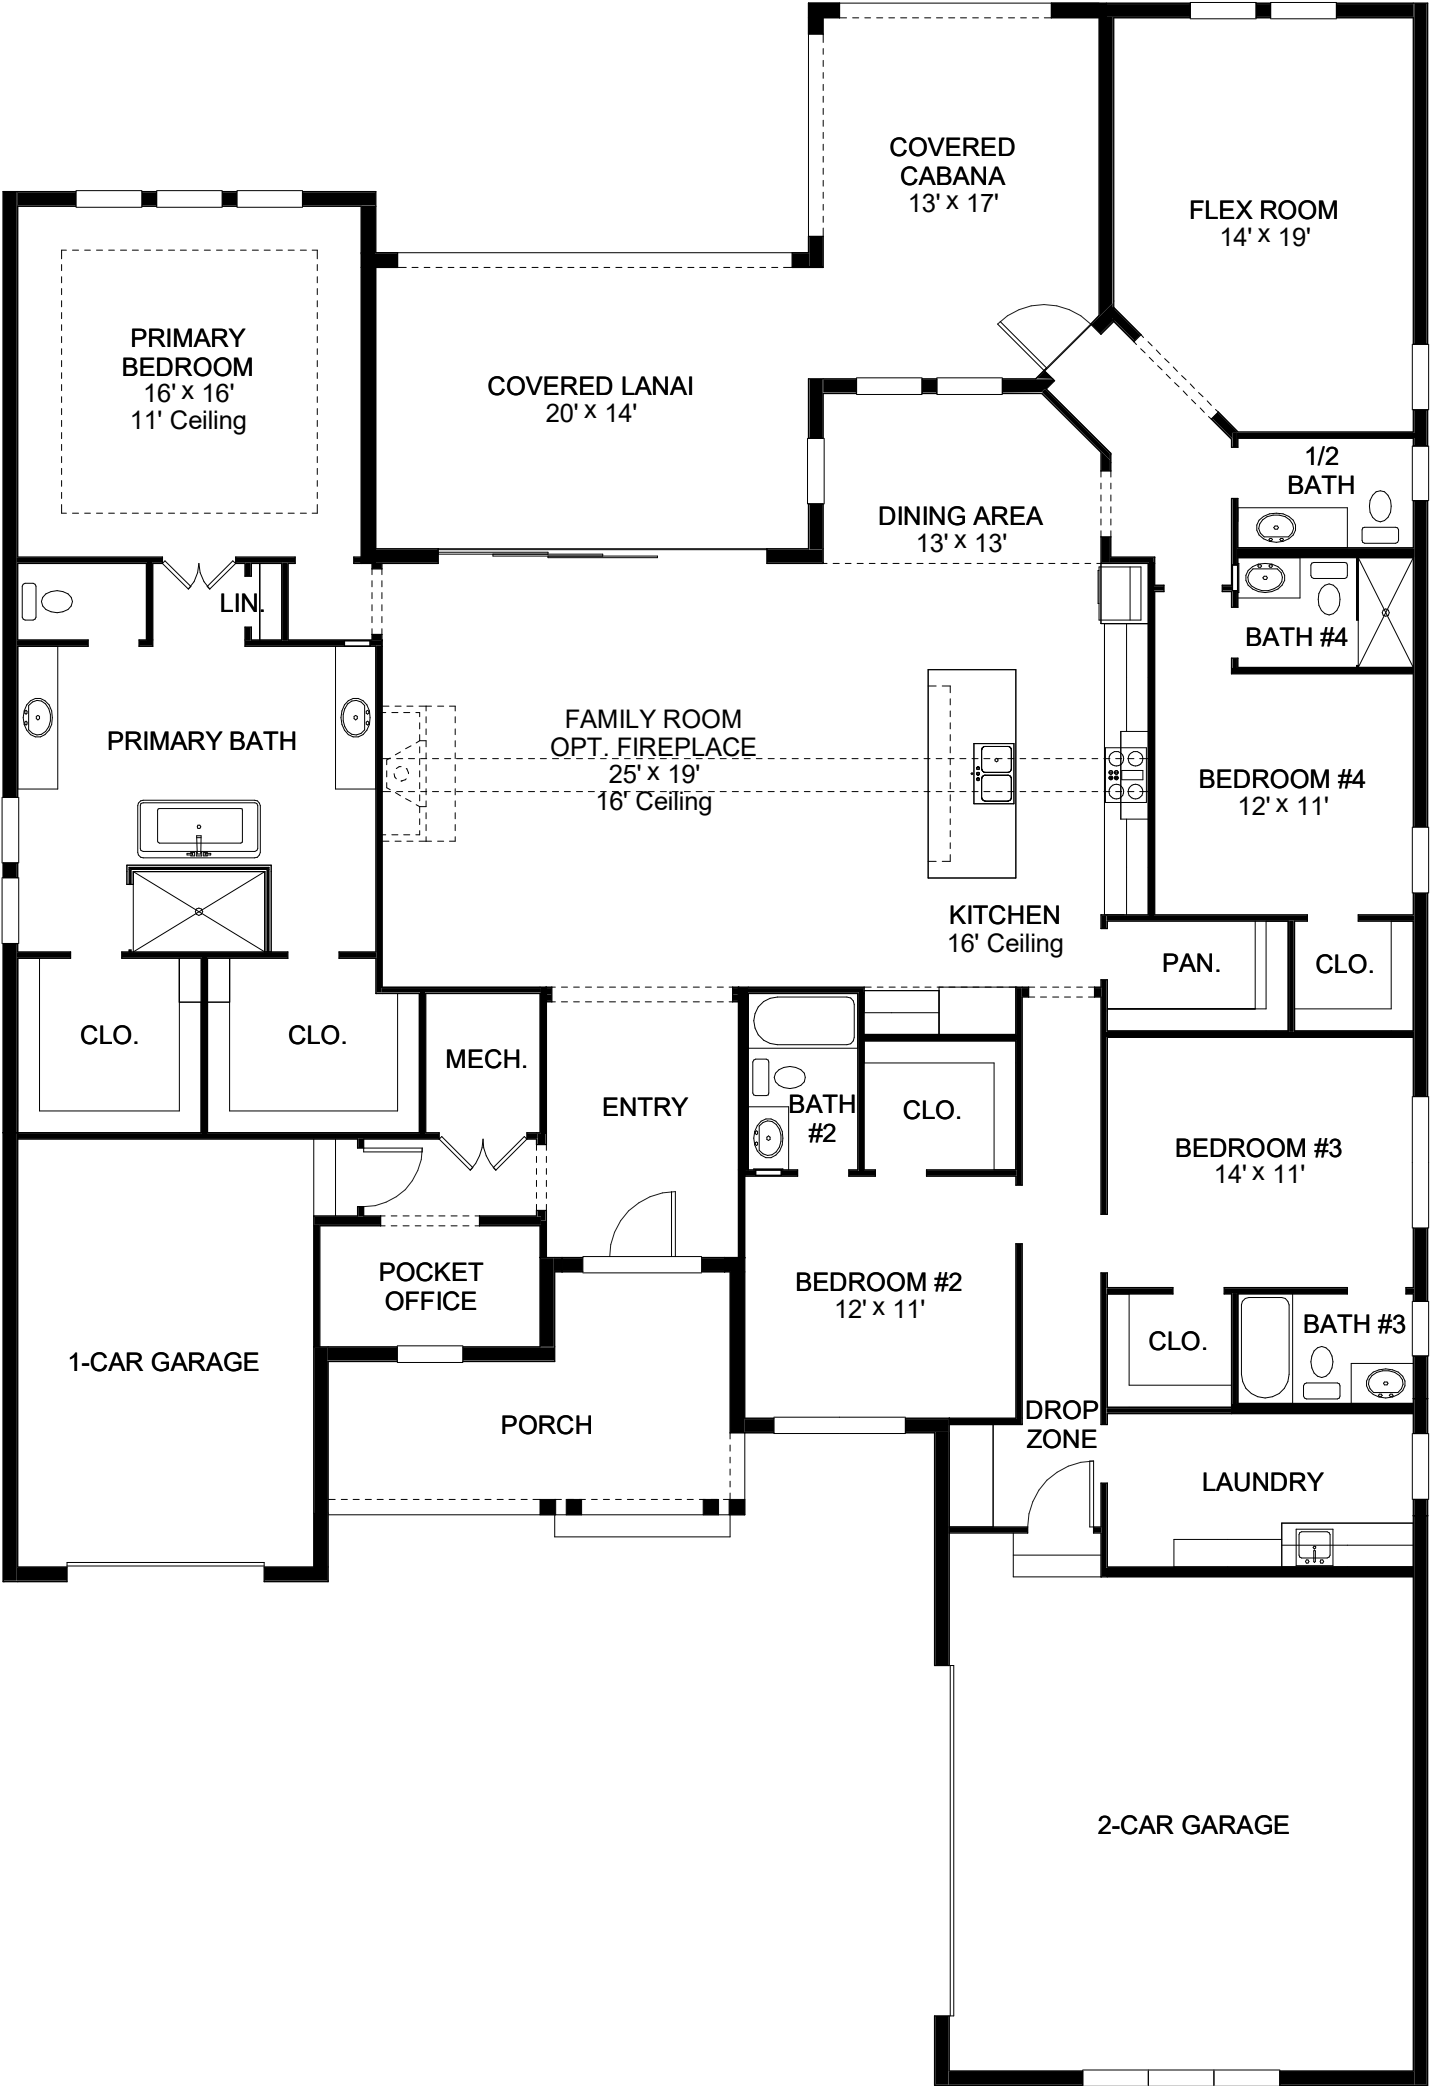 COVERED
CABANA
13' x 17'
FLEX ROOM
14' x 19'
PRIMARY
BEDROOM
16' x 16'
11' Ceiling
COVERED LANAI
20' x 14'
1/2
BATH
DINING AREA
13' x 13'
LIN.
BATH #4
PRIMARY BATH
FAMILY ROOM
OPT. FIREPLACE
25' x 19'
16' Ceiling
BEDROOM #4
12' x 11'
KITCHEN
16' Ceiling
PAN.
CLO.
CLO.
CLO.
MECH.
ENTRY
BATH
#2
CLO.
BEDROOM #3
14' x 11'
POCKET
OFFICE
BEDROOM #2
12' x 11'
CLO.
BATH #3
1-CAR GARAGE
PORCH
DROP
ZONE
LAUNDRY
2-CAR GARAGE